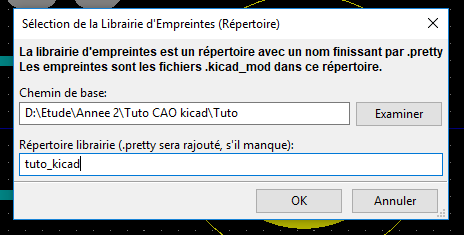 Sélection de la Librairie d'Empreintes (Répertoire)
La librairie d'empreintes est un répertoire avec un nom finissant par .pretty
Les empreintes sont les fichiers .kicad_mod dans ce répertoire.
Chemin de base:
D:\Etude\Annee 2\Tuto CAO kicad\Tuto
Examiner
Répertoire librairie (.pretty sera rajouté, s'il manque):
tuto_kicad
OK
Annuler